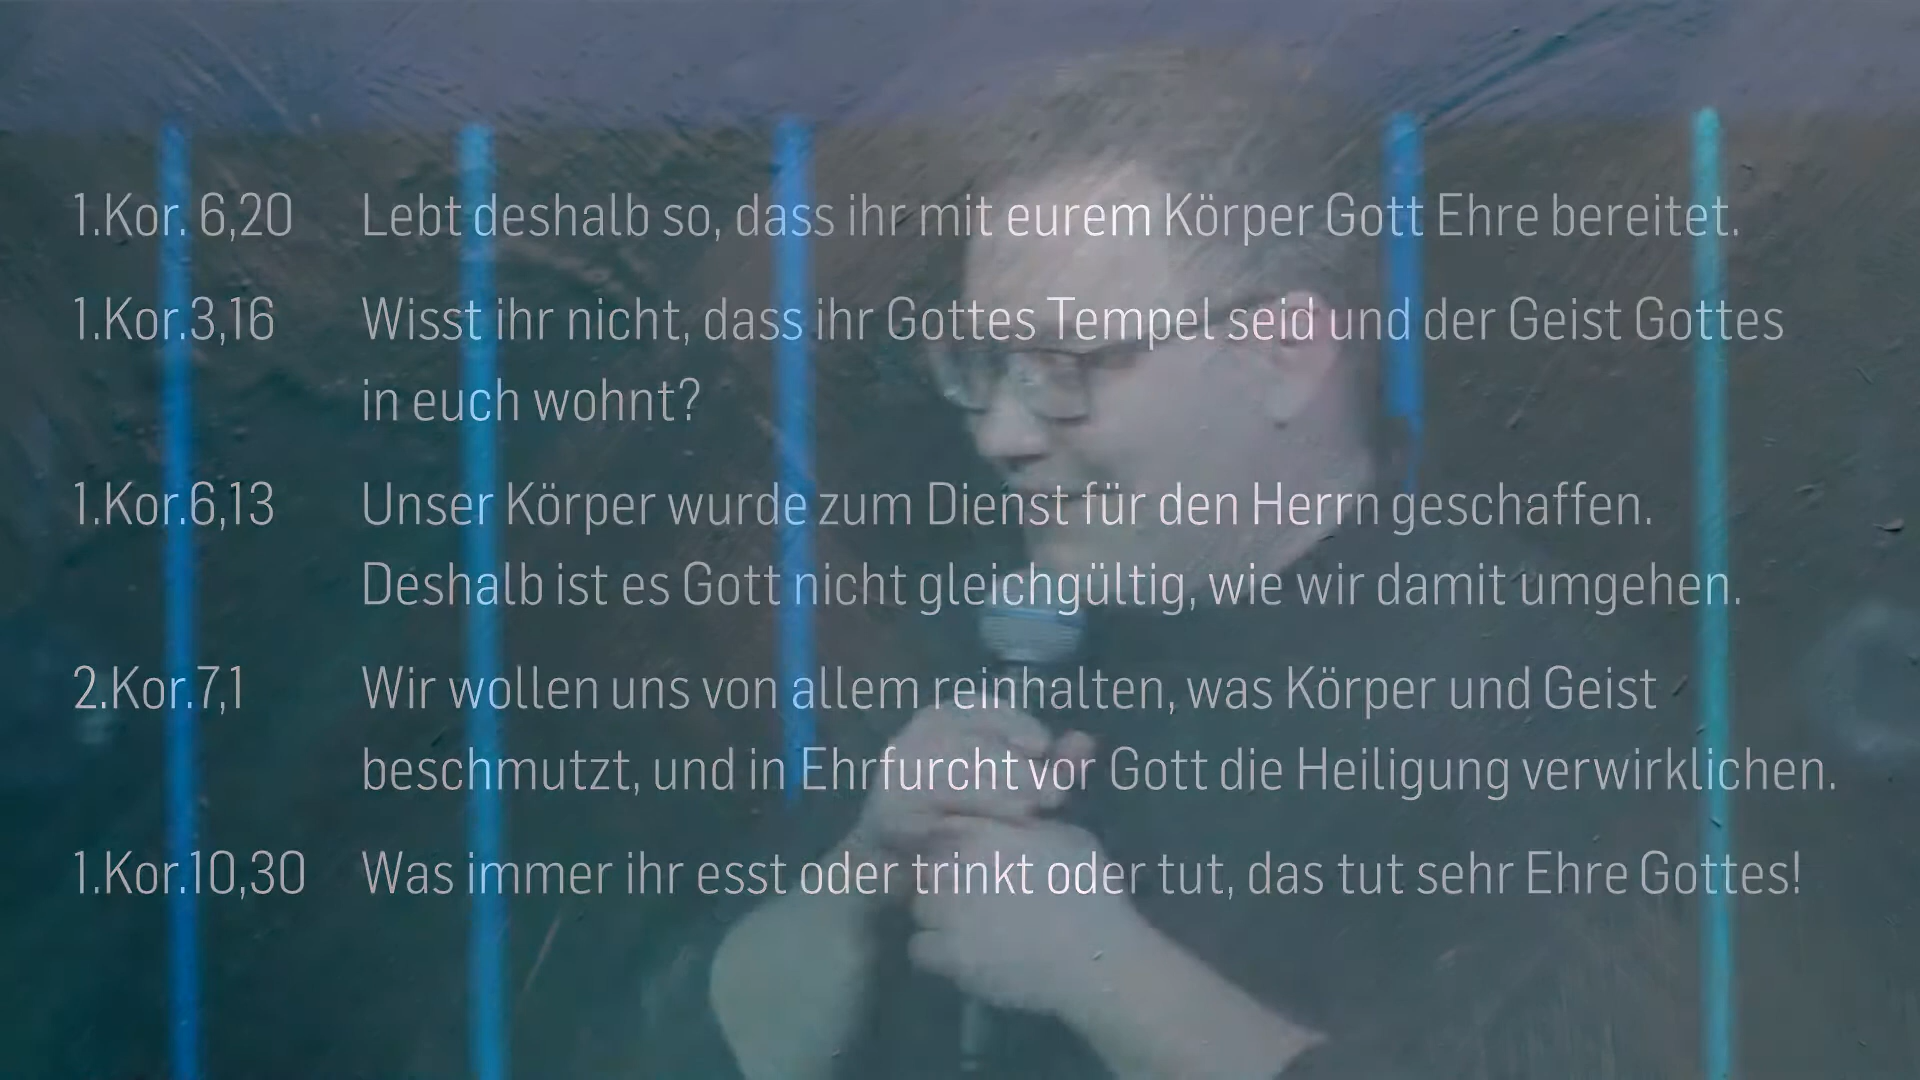 1.Kor. 6,20 Lebt deshalb so, dass ihr mit eurem Körper Gott Ehre bereitet.
1.Kor.3,16 Wisst ihr nicht, dass ihr Gottes Tempel seid und der Geist Gottes
in euch wohnt?
1.Kor.6,13 Unser Körper wurde zum Dienst für den Herrn geschaffen.
Deshalb ist es Gott nicht gleichgültig, wie wir damit umgehen.
2.Kor.7,1 Wir wollen uns von allem reinhalten, was Körper und Geist
beschmutzt, und in Ehrfurcht vor Gott die Heiligung verwirklichen.
1.Kor.10,30 Was immer ihr esst oder trinkt oder tut, das tut sehr Ehre Gottes!